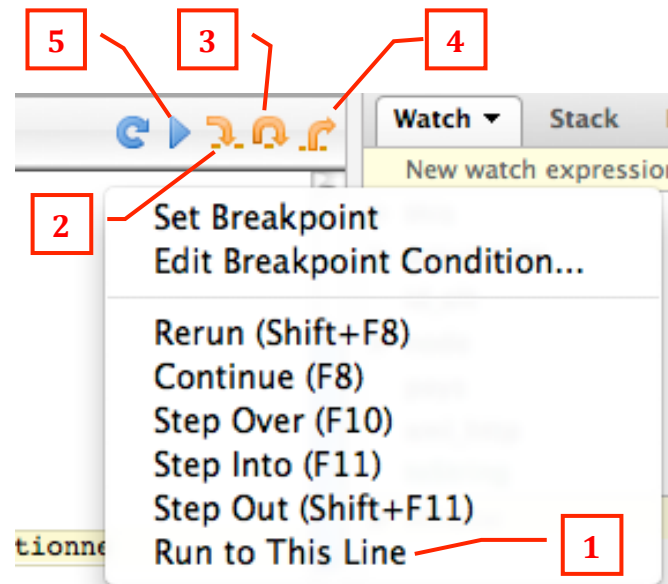 5
3
4
Watch ▼ Stack
New watch expression
2
Set Breakpoint
Edit Breakpoint Condition...
Rerun (Shift+F8)
Continue (F8)
Step Over (F10)
Step Into (F11)
Step Out (Shift+F11)
tionne
Run to This Line
1